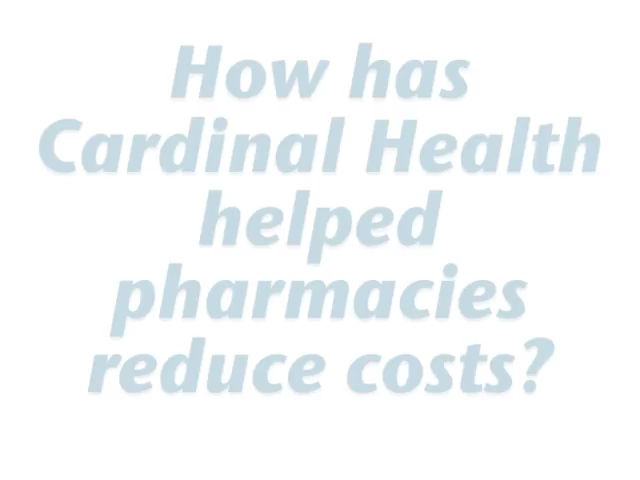 How has
Cardinal Health
helped
pharmacies
reduce costs?